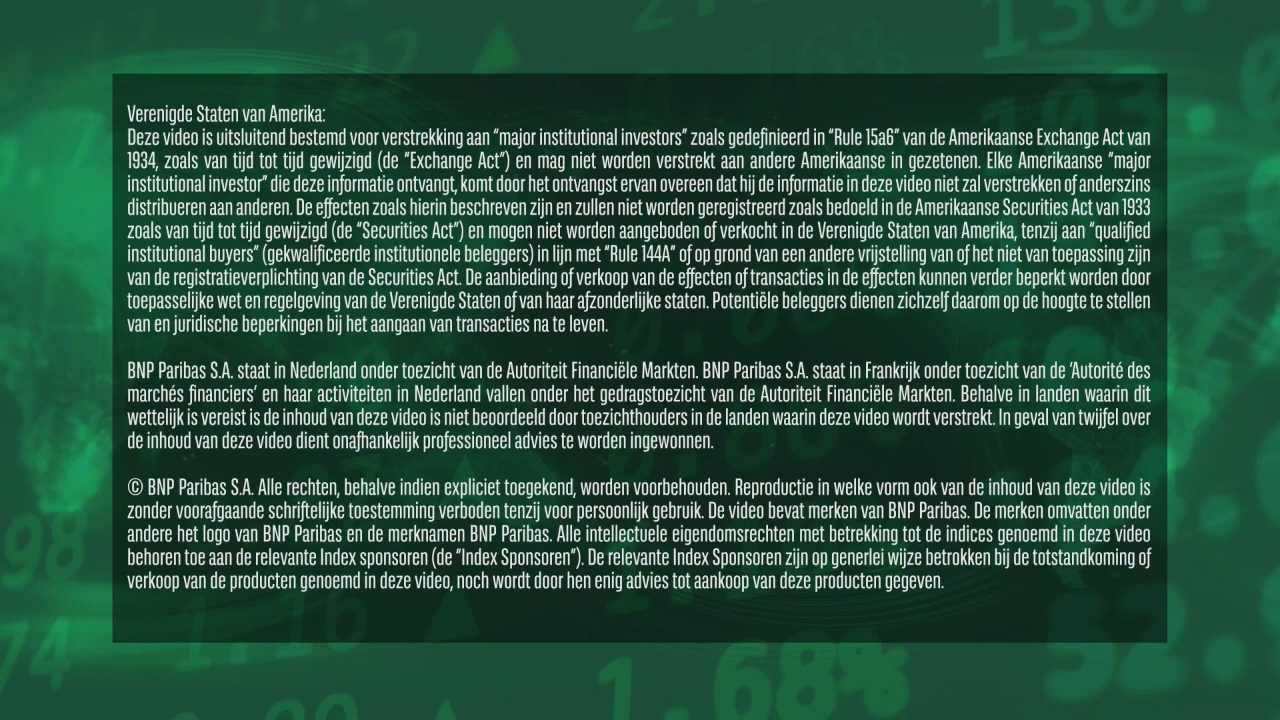 Verenigde Staten van Amerika:
Deze video is uitsluitend bestemd voor verstrekking aan “major institutional investors” zoals gedefinieerd in “Rule 15a6” van de Amerikaanse Exchange Act van
1934, zoals van tijd tot tijd gewijzigd (de “Exchange Act”) en mag niet worden verstrekt aan andere Amerikaanse in gezetenen. Elke Amerikaanse “major
institutional investor” die deze informatie ontvangt, komt door het ontvangst ervan overeen dat hij de informatie in deze video niet zal verstrekken of anderszins
distribueren aan anderen. De effecten zoals hierin beschreven zijn en zullen niet worden geregistreerd zoals bedoeld in de Amerikaanse Securities Act van 1933
zoals van tijd tot tijd gewijzigd (de “Securities Act”) en mogen niet worden aangeboden of verkocht in de Verenigde Staten van Amerika, tenzij aan “qualified
institutional buyers” (gekwalificeerde institutionele beleggers) in lijn met “Rule 144A” of op grond van een andere vrijstelling van of het niet van toepassing zijn
van de registratieverplichting van de Securities Act. De aanbieding of verkoop van de effecten of transacties in de effecten kunnen verder beperkt worden door
toepasselijke wet en regelgeving van de Verenigde Staten of van haar afzonderlijke staten. Potentiële beleggers dienen zichzelf daarom op de hoogte te stellen
van en juridische beperkingen bij het aangaan van transacties na te leven.
BNP Paribas S.A. staat in Nederland onder toezicht van de Autoriteit Financiële Markten. BNP Paribas S.A. staat in Frankrijk onder toezicht van de ‘Autorité des
marchés financiers’ en haar activiteiten in Nederland vallen onder het gedragstoezicht van de Autoriteit Financiële Markten. Behalve in landen waarin dit
wettelijk is vereist is de inhoud van deze video is niet beoordeeld door toezichthouders in de landen waarin deze video wordt verstrekt. In geval van twijfel over
de inhoud van deze video dient onafhankelijk professioneel advies te worden ingewonnen.
© BNP Paribas S.A. Alle rechten, behalve indien expliciet toegekend, worden voorbehouden. Reproductie in welke vorm ook van de inhoud van deze video is
zonder voorafgaande schriftelijke toestemming verboden tenzij voor persoonlijk gebruik. De video bevat merken van BNP Paribas. De merken omvatten onder
andere het logo van BNP Paribas en de merknamen BNP Paribas. Alle intellectuele eigendomsrechten met betrekking tot de indices genoemd in deze video
behoren toe aan de relevante Index sponsoren (de “Index Sponsoren”). De relevante Index Sponsoren zijn op generlei wijze betrokken bij de totstandkoming of
verkoop van de producten genoemd in deze video, noch wordt door hen enig advies tot aankoop van deze producten gegeven.
1.68%